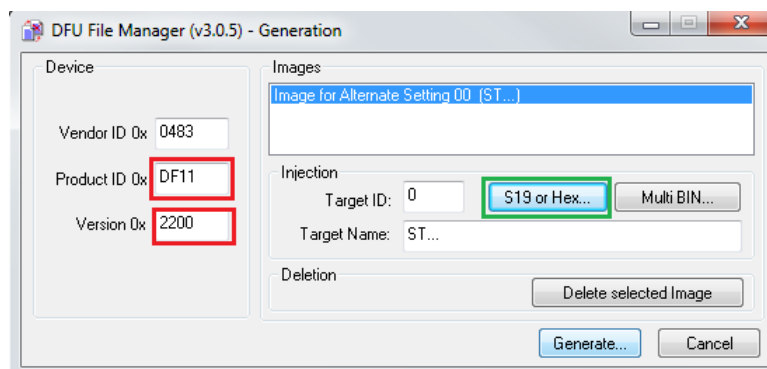 DFU File Manager (v3.0.5) - Generation
Device
Vendor ID 0x 0483
Product ID 0x DF11
Version 0x 2200
Images
Image for Alternate Setting 00 (ST...)
Injection
Target ID: 0 S19 or Hex... Multi BIN...
Target Name: ST...
Deletion
Delete selected Image
Generate... Cancel